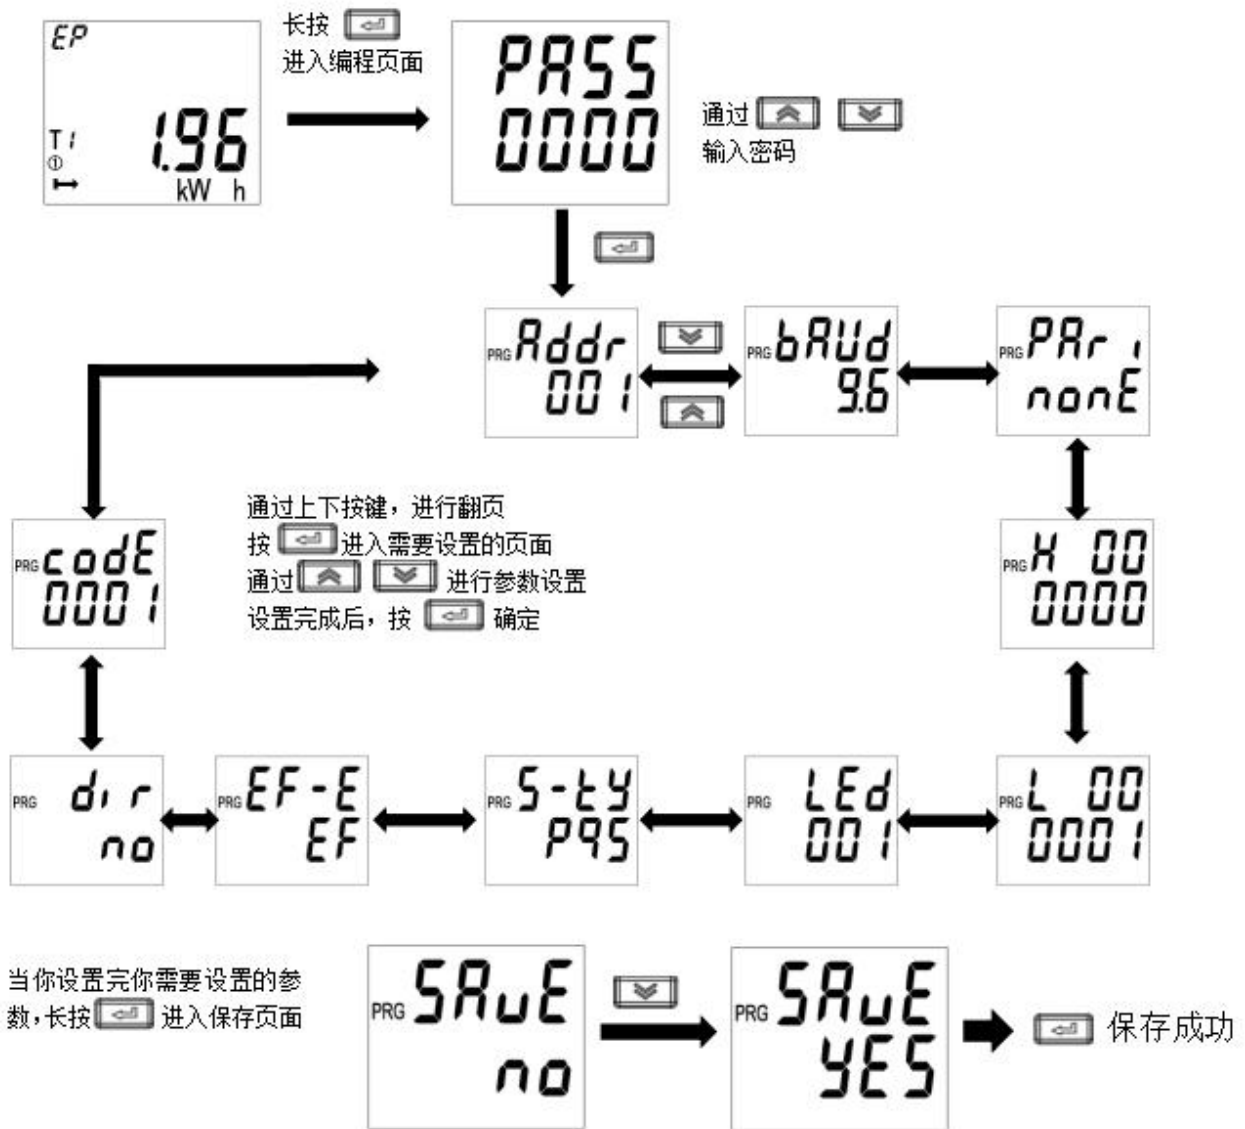 EP
T1
①
1.96
kW h
长按
进入编程页面
PASS
0000
通过
输入密码
PRG Addr
001
PRG bAUd
9.6
PRG PAri
nonE
PRG H 00
0000
PRG L 00
0001
PRG LEd
001
PRG S-tY
PqS
PRG EF-E
EF
PRG dir
no
PRG codE
0001
通过上下按键，进行翻页
按 进入需要设置的页面
通过 进行参数设置
设置完成后，按 确定
当你设置完你需要设置的参
数，长按 进入保存页面
PRG SAvE
no
PRG SAvE
YES
保存成功